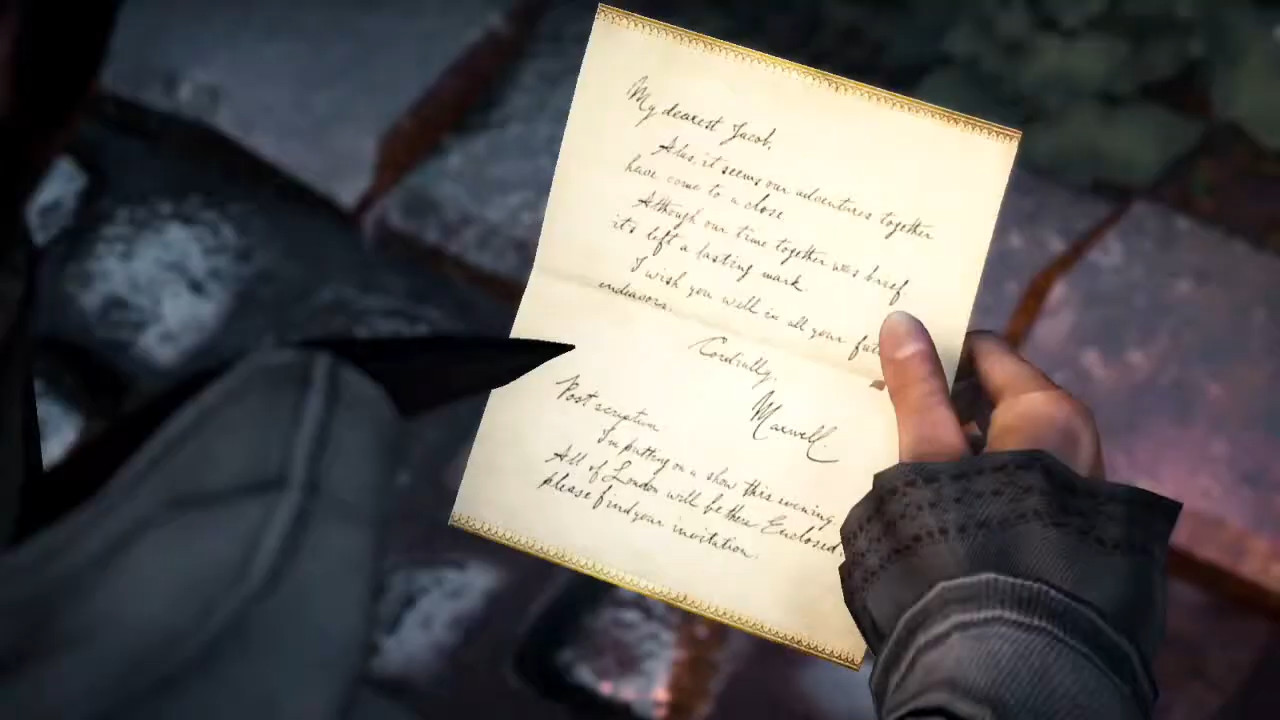 My dearest Jacob,
Alas, it seems our adventures together
have come to a close.
Although our time together was brief
it's left a lasting mark.
I wish you well in all your fut
endeavors.
Cordially,
Maxwell.
Post scriptum
I'm putting on a show this evening.
All of London will be there Enclosed,
please find your invitation.